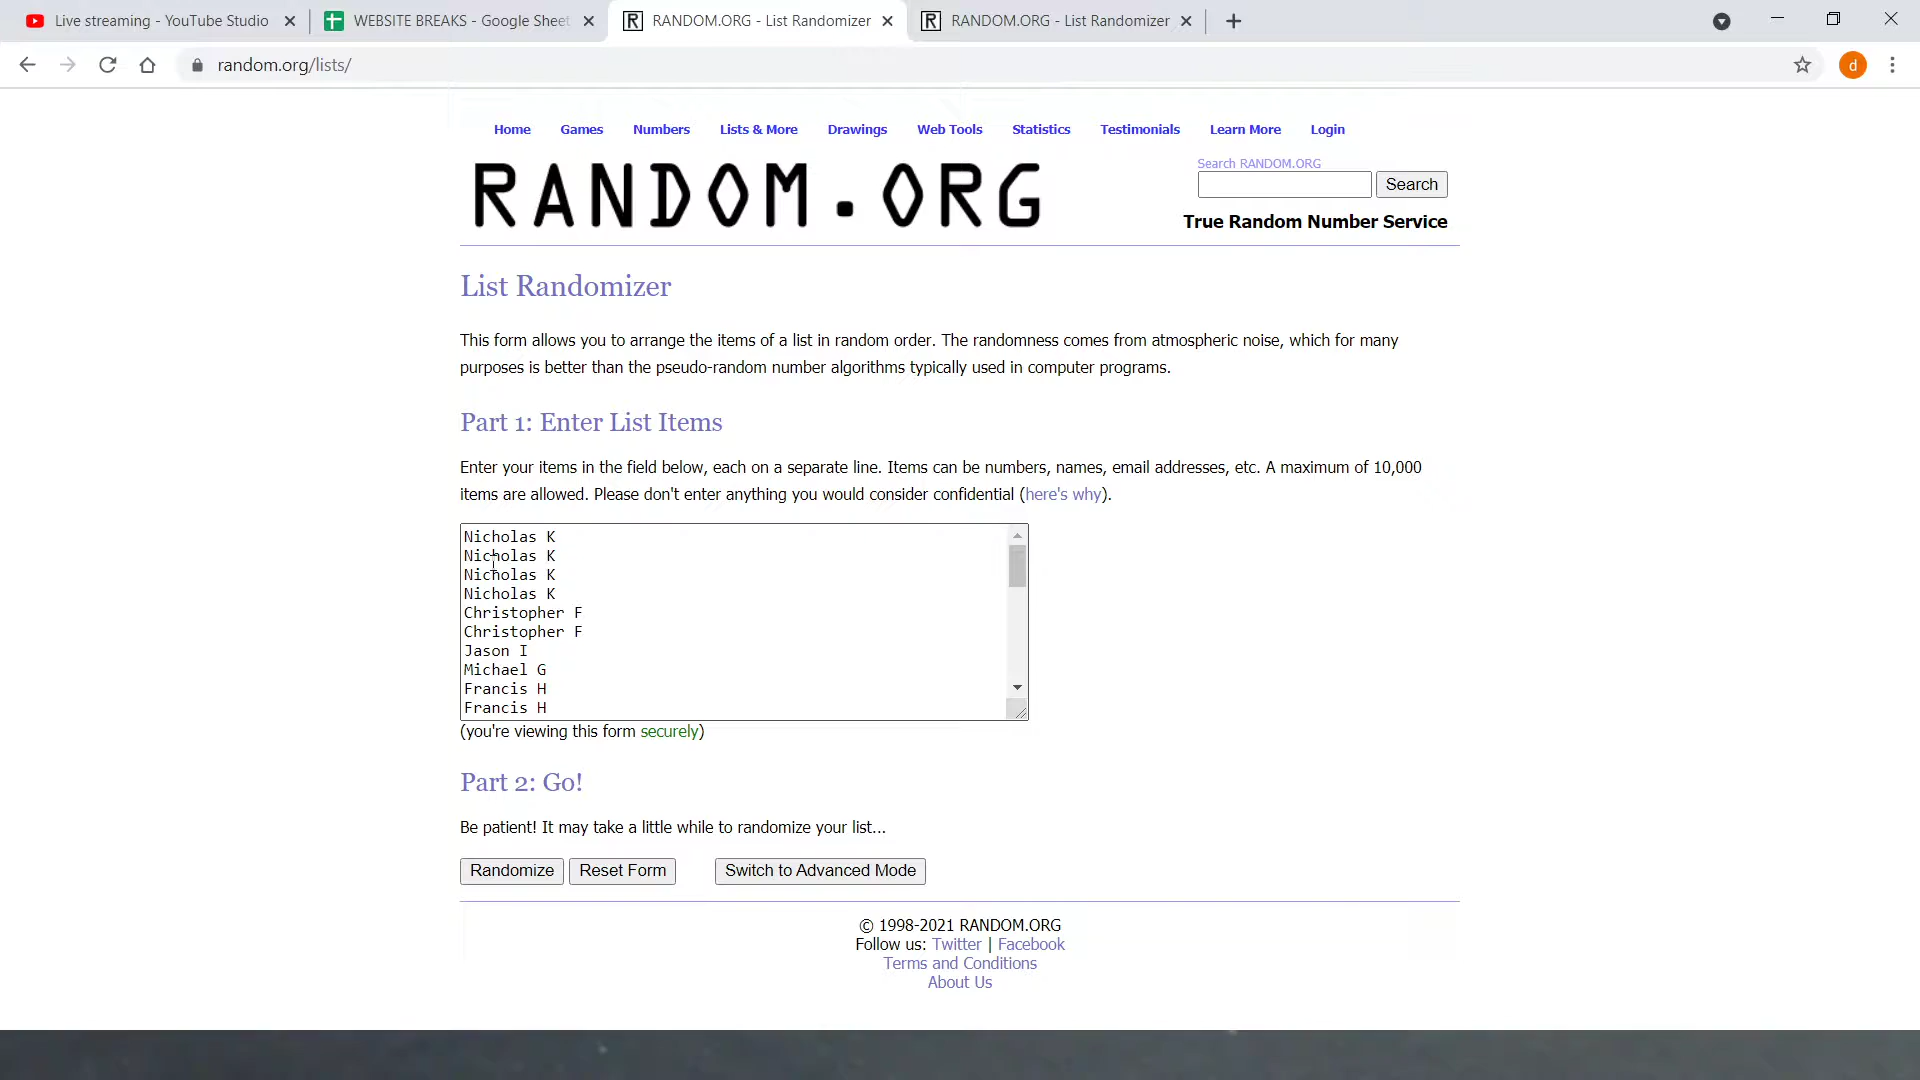 Live streaming - YouTube Studio
WEBSITE BREAKS - Google Sheet
RANDOM.ORG - List Randomizer
RANDOM.ORG - List Randomizer
random.org/lists/
d
Home Games Numbers Lists & More Drawings Web Tools Statistics Testimonials Learn More Login
RANDOM.ORG
Search RANDOM.ORG
Search
True Random Number Service
List Randomizer
This form allows you to arrange the items of a list in random order. The randomness comes from atmospheric noise, which for many
purposes is better than the pseudo-random number algorithms typically used in computer programs.
Part 1: Enter List Items
Enter your items in the field below, each on a separate line. Items can be numbers, names, email addresses, etc. A maximum of 10,000
items are allowed. Please don't enter anything you would consider confidential (here's why).
Nicholas K
Nicholas K
Nicholas K
Nicholas K
Christopher F
Christopher F
Jason I
Michael G
Francis H
Francis H
(you're viewing this form securely)
Part 2: Go!
Be patient! It may take a little while to randomize your list...
Randomize Reset Form Switch to Advanced Mode
© 1998-2021 RANDOM.ORG
Follow us: Twitter | Facebook
Terms and Conditions
About Us